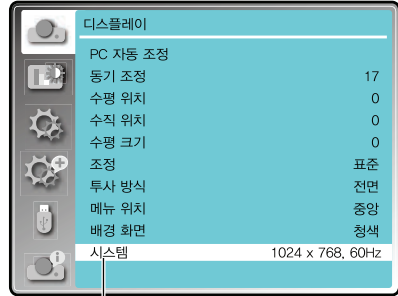 디스플레이
PC 자동 조정
동기 조정 17
수평 위치 0
수직 위치 0
수평 크기 0
조정 표준
투사 방식 전면
메뉴 위치 중앙
배경 화면 청색
시스템 1024 x 768, 60Hz